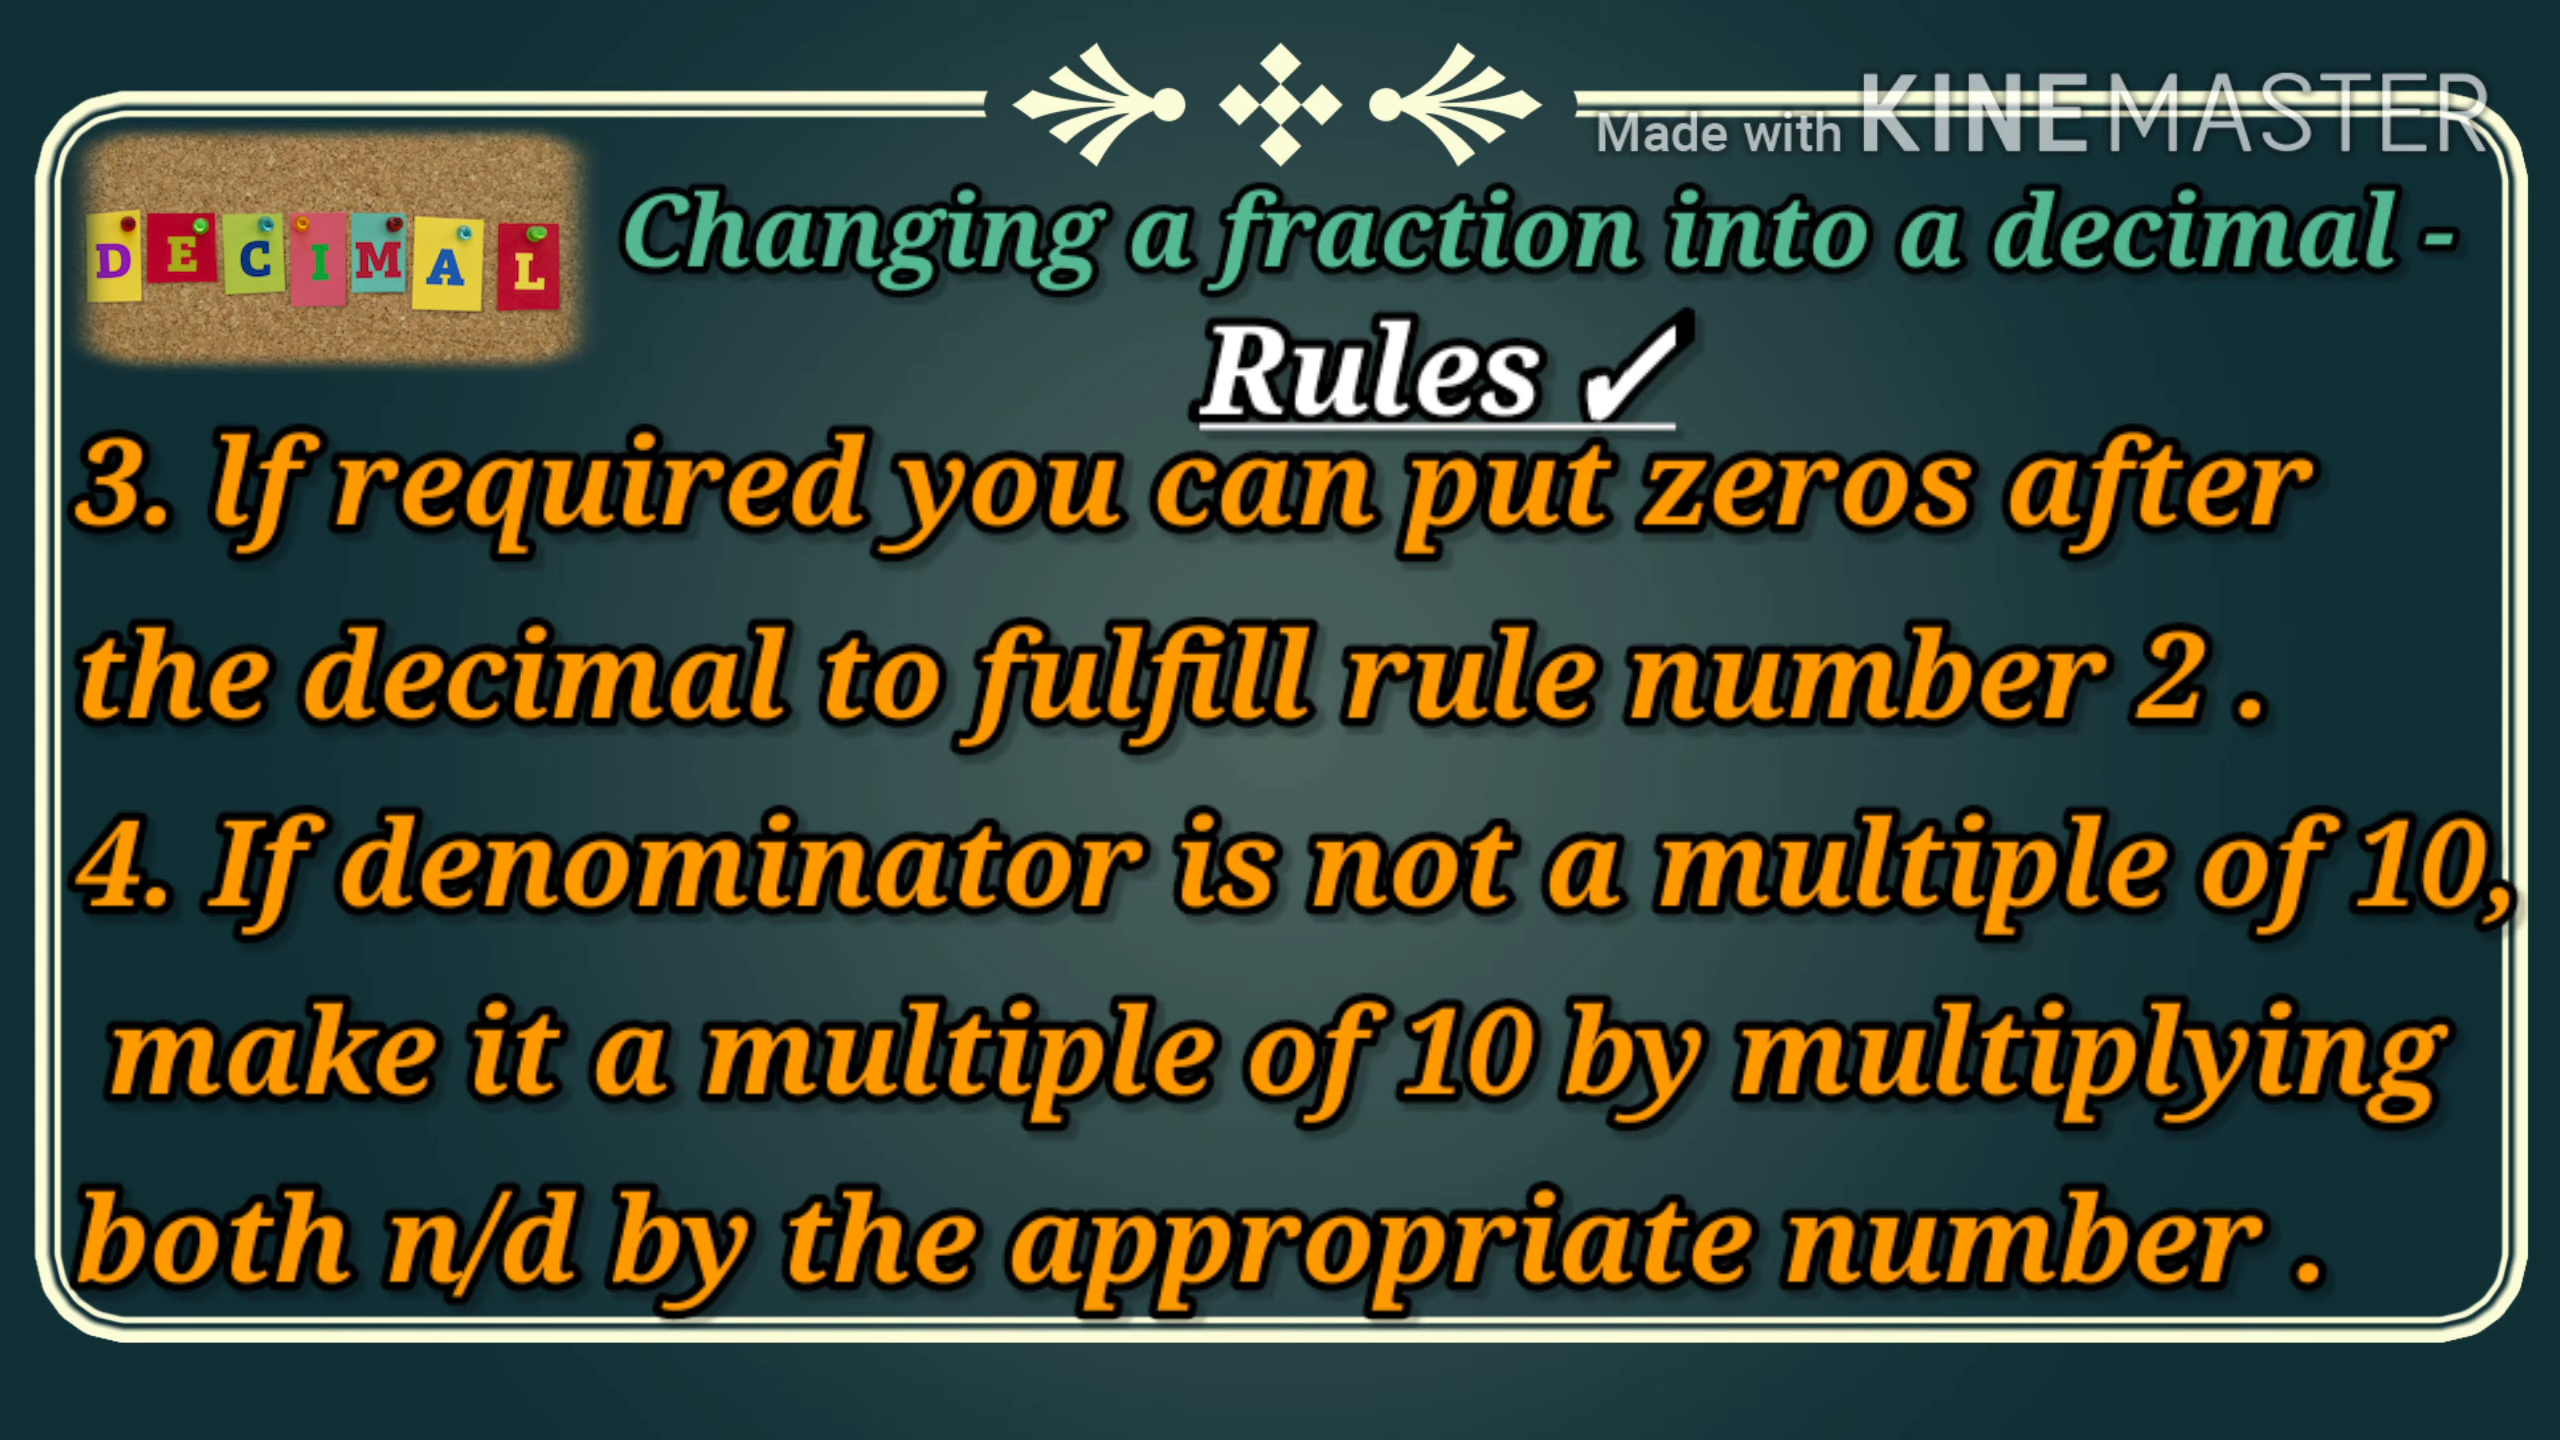 Made with KINEMASTER
DECIMAL
Changing a fraction into a decimal -
Rules ✓
3. lf required you can put zeros after
the decimal to fulfill rule number 2 .
4. If denominator is not a multiple of 10,
make it a multiple of 10 by multiplying
both n/d by the appropriate number .